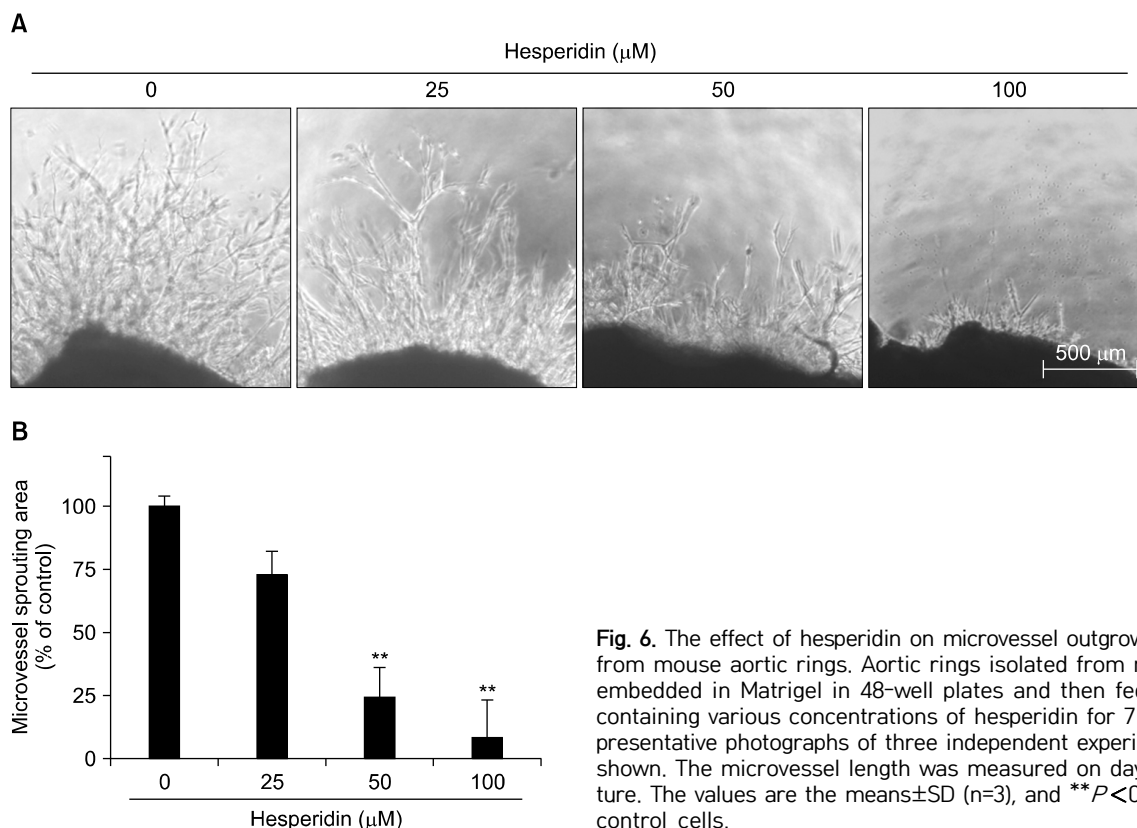 A
Hesperidin (μM)
0 25 50 100
500 μm
B
Microvessel sprouting area
(% of control)
100
75
50
25
0
** **
0 25 50 100
Hesperidin (μM)
Fig. 6. The effect of hesperidin on microvessel
from mouse aortic rings. Aortic rings isolated from
embedded in Matrigel in 48-well plates and then
containing various concentrations of hesperidin for 7
presentative photographs of three independent
shown. The microvessel length was measured on
ture. The values are the means±SD (n=3), and **P<
control cells.